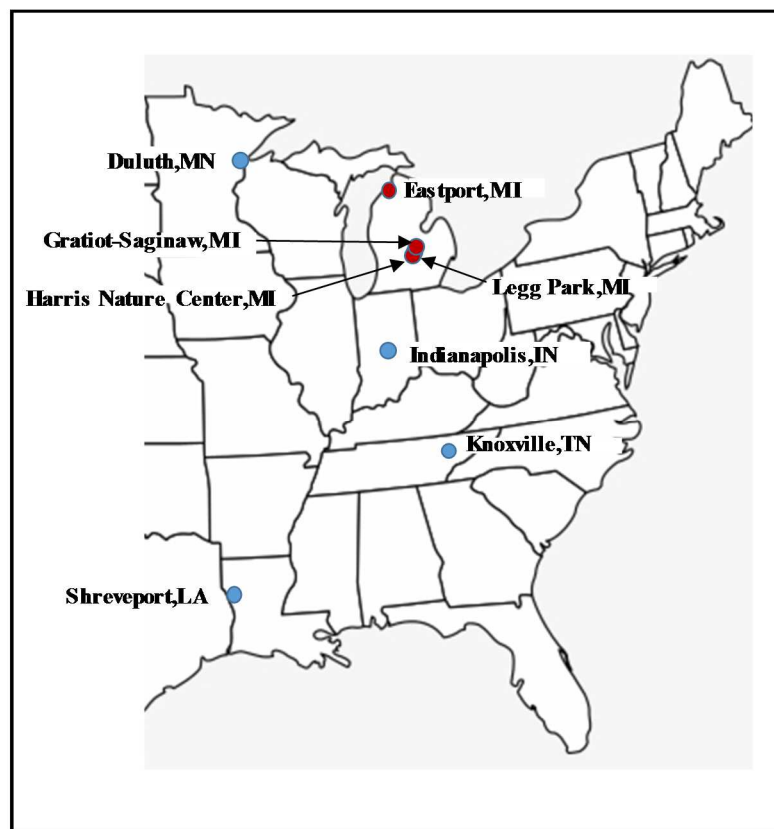 Duluth,MN
Eastport,MI
Gratiot-Saginaw,MI
Harris Nature Center,MI
Legg Park,MI
Indianapolis,IN
Knoxville,TN
Shreveport,LA